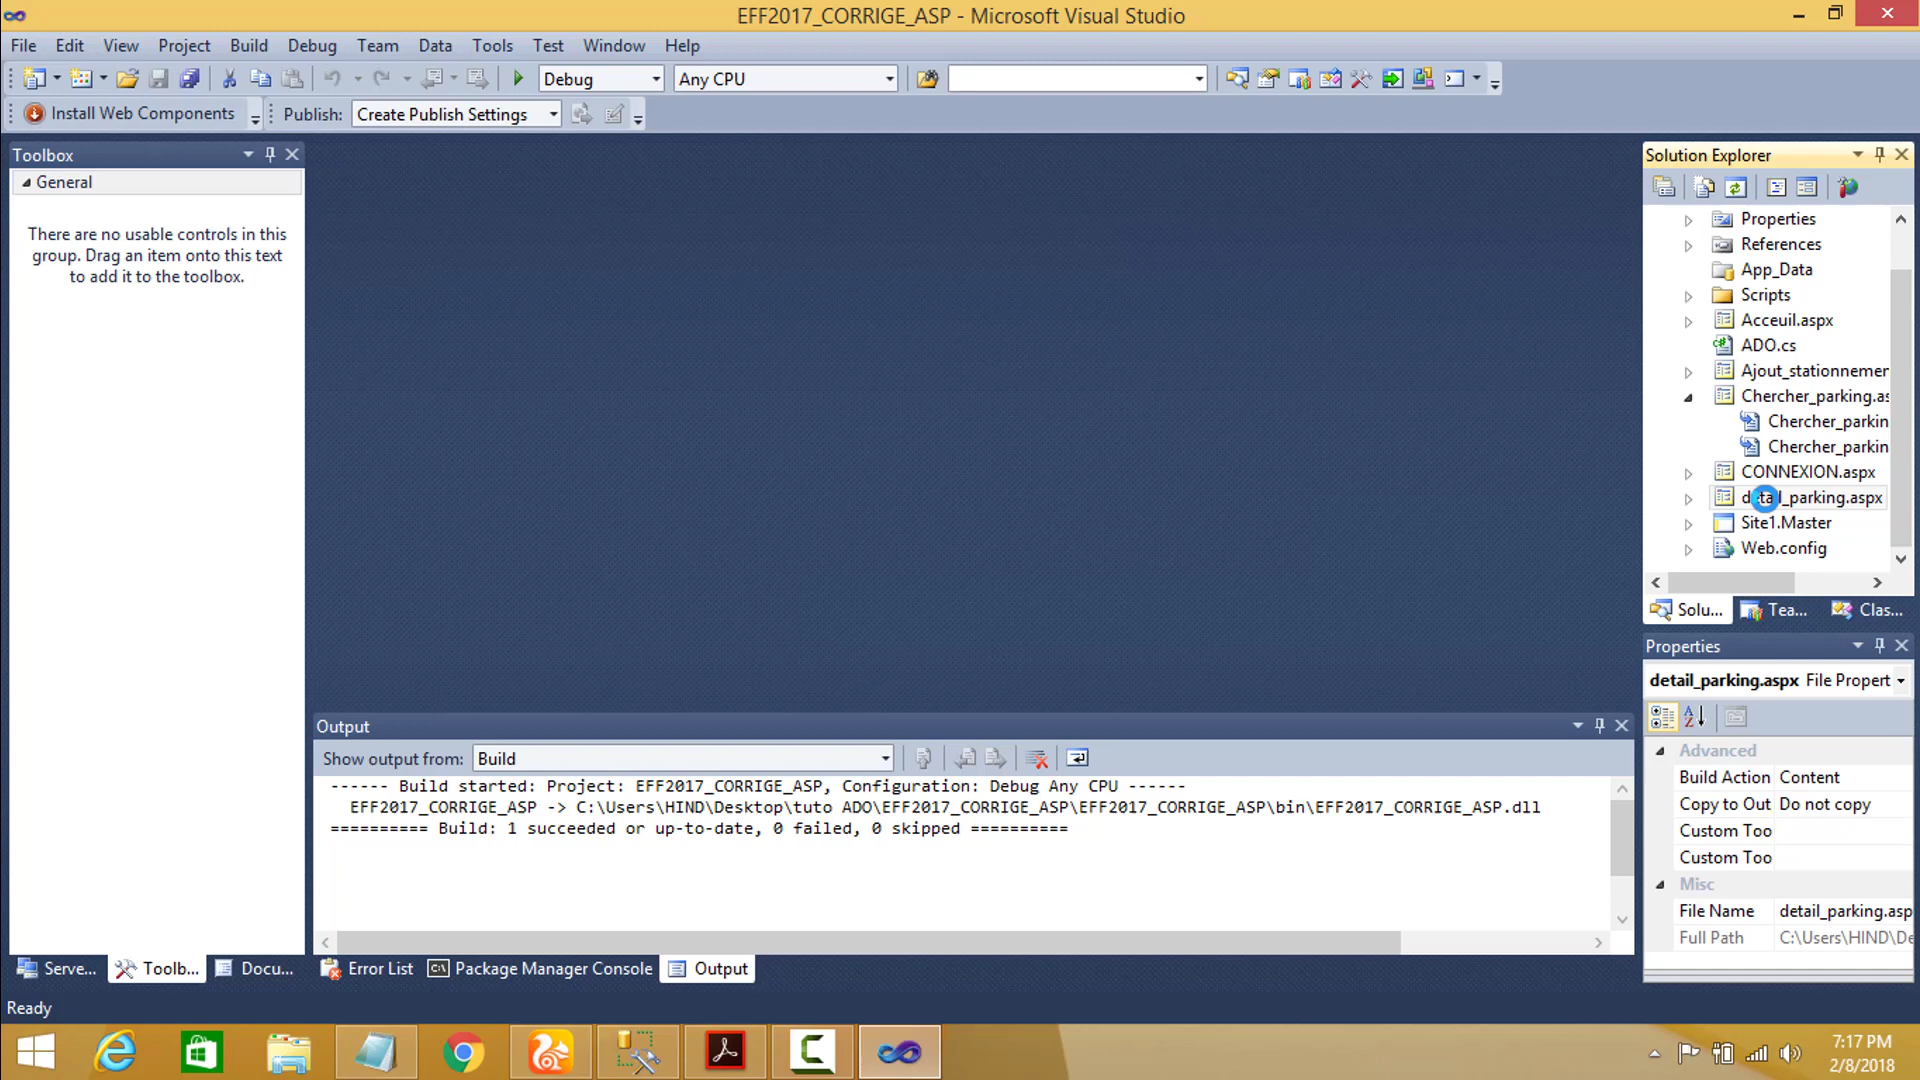 EFF2017_CORRIGE_ASP - Microsoft Visual Studio
File Edit View Project Build Debug Team Data Tools Test Window Help
Debug Any CPU
Install Web Components Publish: Create Publish Settings
Toolbox
General
There are no usable controls in this
group. Drag an item onto this text
to add it to the toolbox.
Solution Explorer
Properties
References
App_Data
Scripts
Acceuil.aspx
ADO.cs
Ajout_stationnemer
Chercher_parking.as
Chercher_parkin
Chercher_parkin
CONNEXION.aspx
detail_parking.aspx
Site1.Master
Web.config
Solu... Tea... Clas...
Properties
detail_parking.aspx File Propert
Advanced
Build Action Content
Copy to Out Do not copy
Custom Too
Custom Too
Misc
File Name detail_parking.asp
Full Path C:\Users\HIND\De
Output
Show output from: Build
------ Build started: Project: EFF2017_CORRIGE_ASP, Configuration: Debug Any CPU ------
EFF2017_CORRIGE_ASP -> C:\Users\HIND\Desktop\tuto ADO\EFF2017_CORRIGE_ASP\EFF2017_CORRIGE_ASP\bin\EFF2017_CORRIGE_ASP.dll
========== Build: 1 succeeded or up-to-date, 0 failed, 0 skipped ==========
Serve... Toolb... Docu... Error List Package Manager Console Output
Ready
7:17 PM
2/8/2018